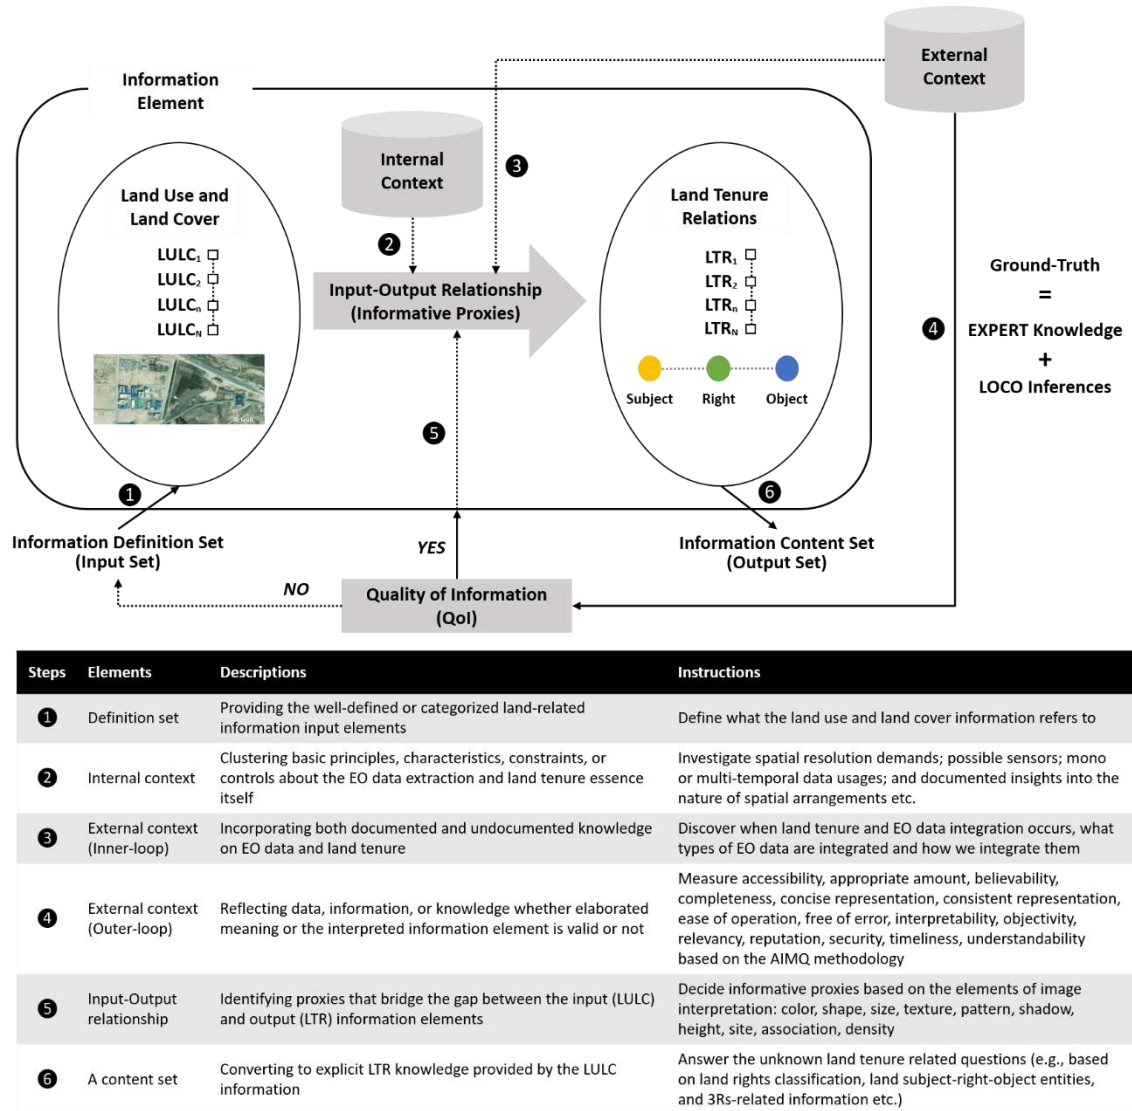 External
Context
Information
Element
Internal
Context
❸
Land Use and
Land Cover
Land Tenure
Relations
❷
LULC₁
LULC₂
LULCₙ
LULC_N
Input-Output Relationship
(Informative Proxies)
LTR₁
LTR₂
LTRₙ
LTR_N
Ground-Truth
=
EXPERT Knowledge
+
LOCO Inferences
❹
Subject
Right
Object
❺
❶
❻
Information Definition Set
(Input Set)
YES
Information Content Set
(Output Set)
NO
Quality of Information
(QoI)
Steps Elements Descriptions Instructions
❶ Definition set
Providing the well-defined or categorized land-related
information input elements
Define what the land use and land cover information refers to
❷ Internal context
Clustering basic principles, characteristics, constraints, or
controls about the EO data extraction and land tenure essence
itself
Investigate spatial resolution demands; possible sensors; mono
or multi-temporal data usages; and documented insights into the
nature of spatial arrangements etc.
❸ External context
(Inner-loop)
Incorporating both documented and undocumented knowledge
on EO data and land tenure
Discover when land tenure and EO data integration occurs, what
types of EO data are integrated and how we integrate them
❹ External context
(Outer-loop)
Reflecting data, information, or knowledge whether elaborated
meaning or the interpreted information element is valid or not
Measure accessibility, appropriate amount, believability,
completeness, concise representation, consistent representation,
ease of operation, free of error, interpretability, objectivity,
relevancy, reputation, security, timeliness, understandability
based on the AIMQ methodology
❺ Input-Output
relationship
Identifying proxies that bridge the gap between the input (LULC)
and output (LTR) information elements
Decide informative proxies based on the elements of image
interpretation: color, shape, size, texture, pattern, shadow,
height, site, association, density
❻ A content set
Converting to explicit LTR knowledge provided by the LULC
information
Answer the unknown land tenure related questions (e.g., based
on land rights classification, land subject-right-object entities,
and 3Rs-related information etc.)